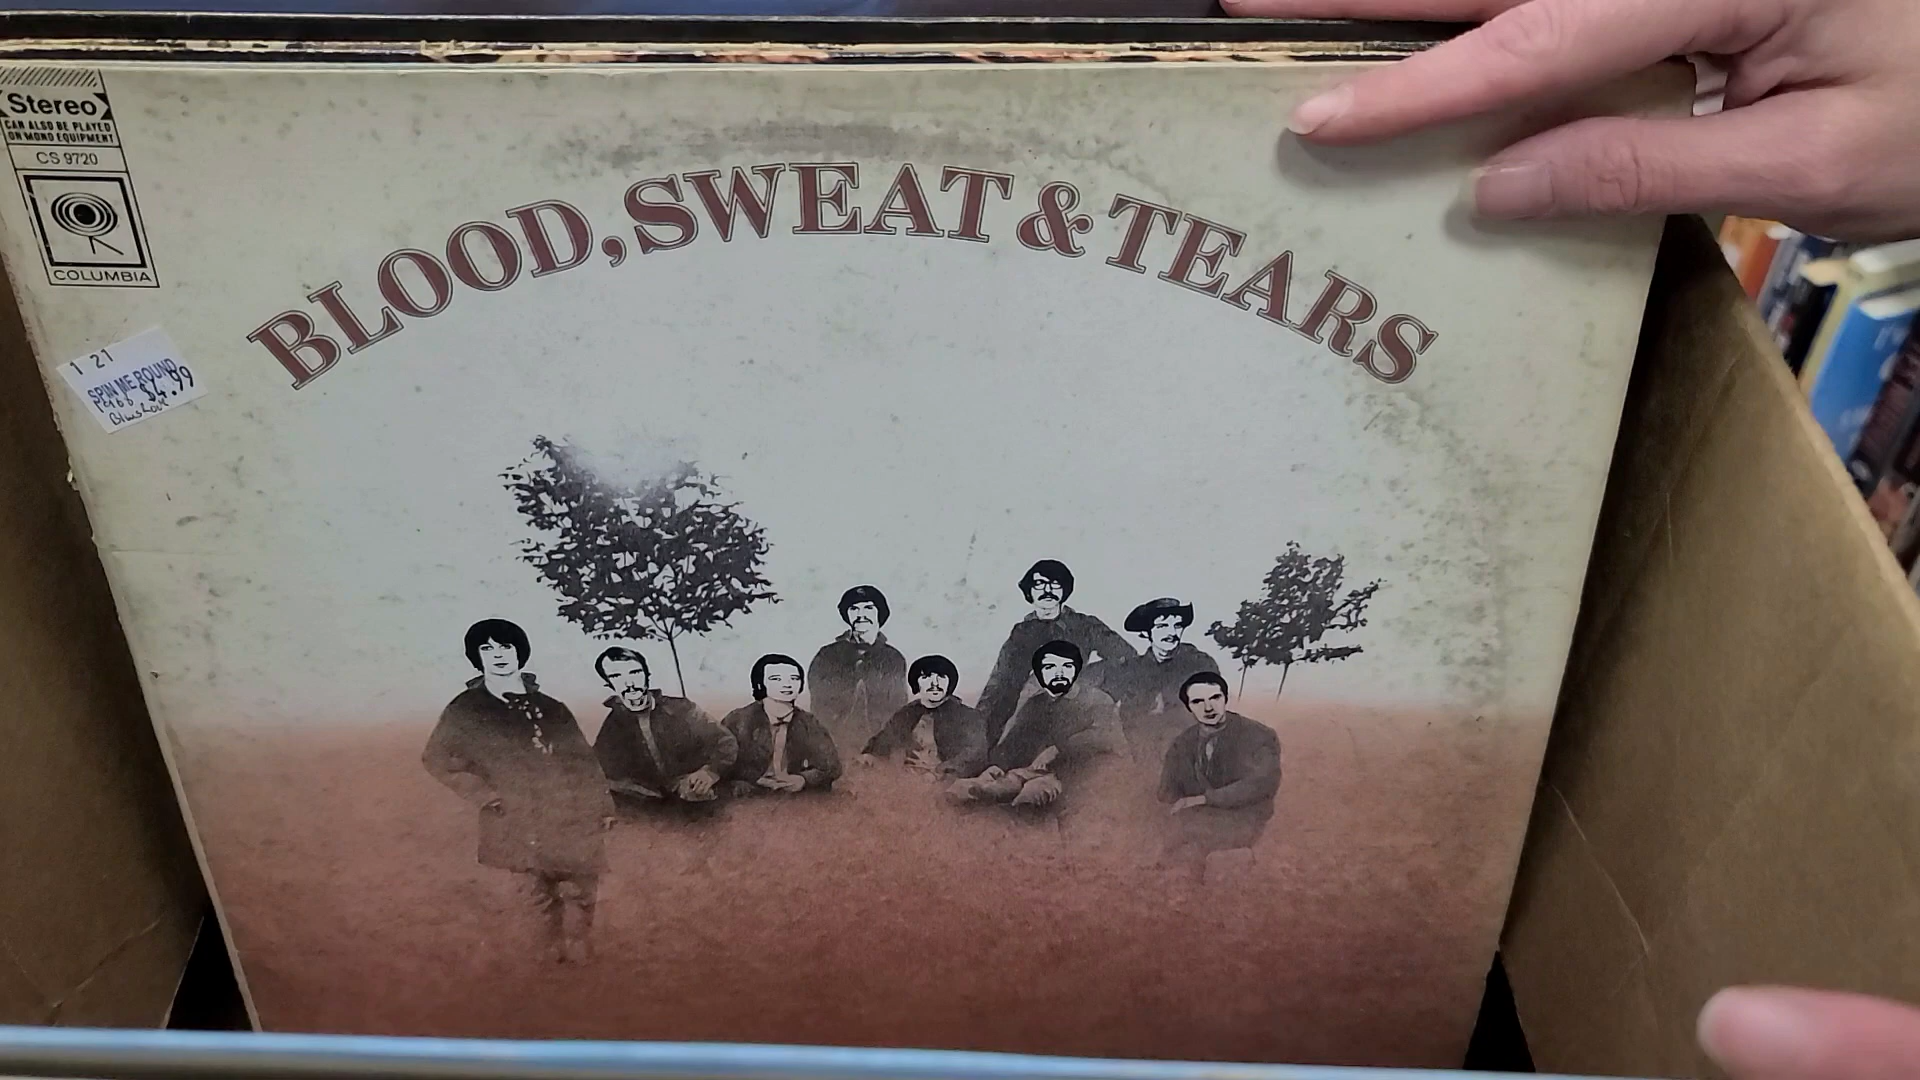 Stereo
CAN ALSO BE PLAYED
ON MONO EQUIPMENT
CS 9720
COLUMBIA
BLOOD, SWEAT & TEARS
1 21
SPIN ME ROUND
$4.99